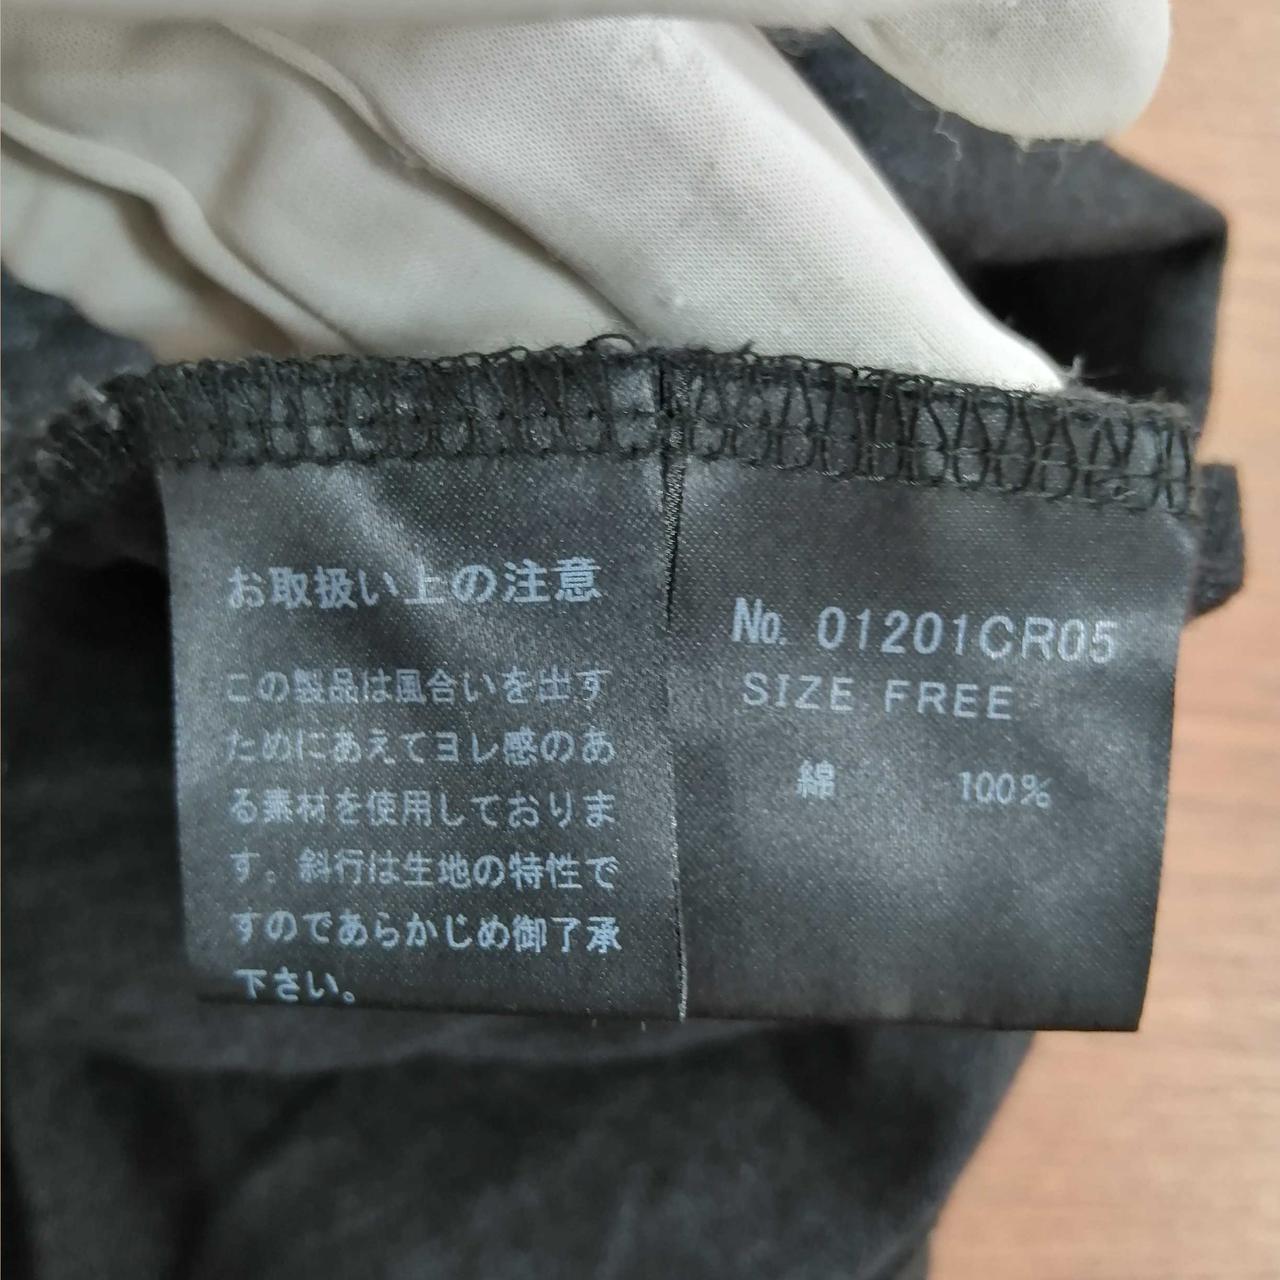 お取扱い上の注意
この製品は風合いを出す
ためにあえてヨレ感のあ
る素材を使用しておりま
す。斜行は生地の特性で
すのであらかじめ御了承
下さい。
No. 01201CR05
SIZE FREE
綿 100%